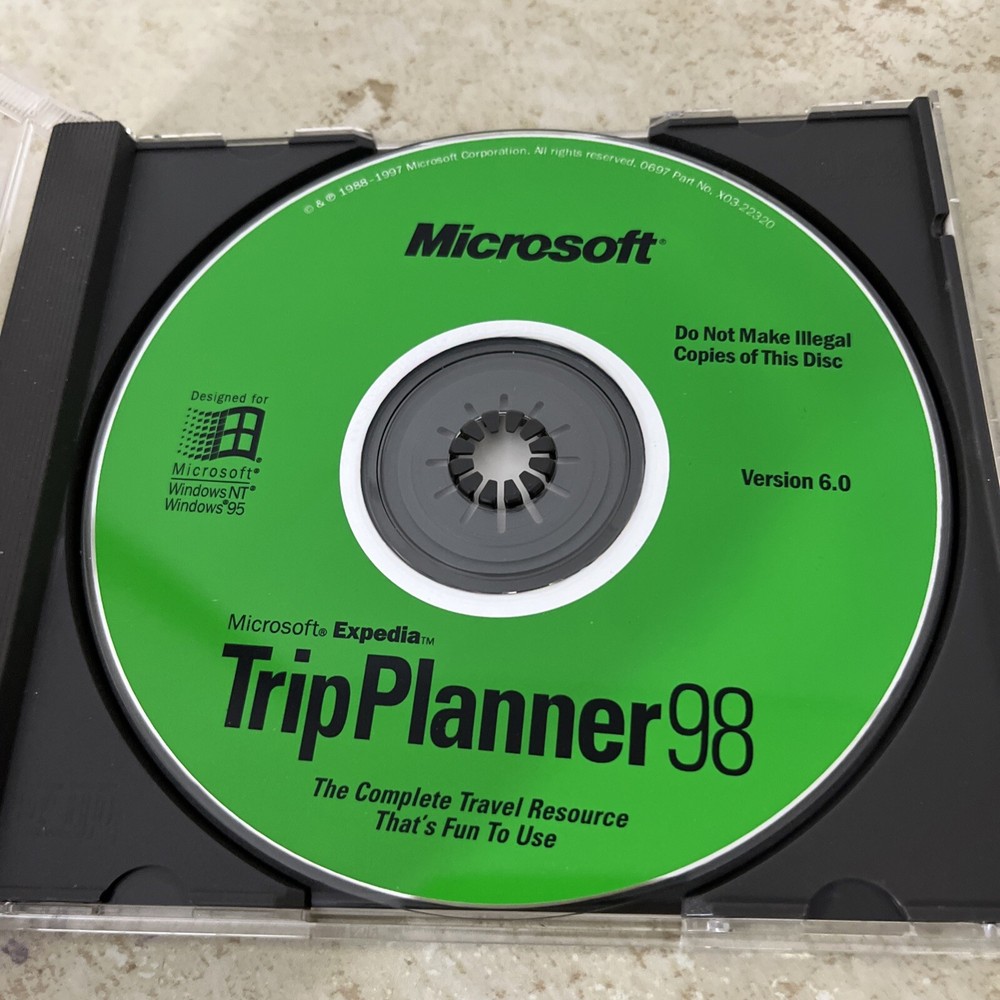 © & ℗ 1988-1997 Microsoft Corporation. All rights reserved. 0697 Part No. X03-22320
Microsoft®
Do Not Make Illegal
Copies of This Disc
Designed for
Microsoft®
Windows NT®
Windows®95
Version 6.0
Microsoft® Expedia™
TripPlanner 98
The Complete Travel Resource
That's Fun To Use